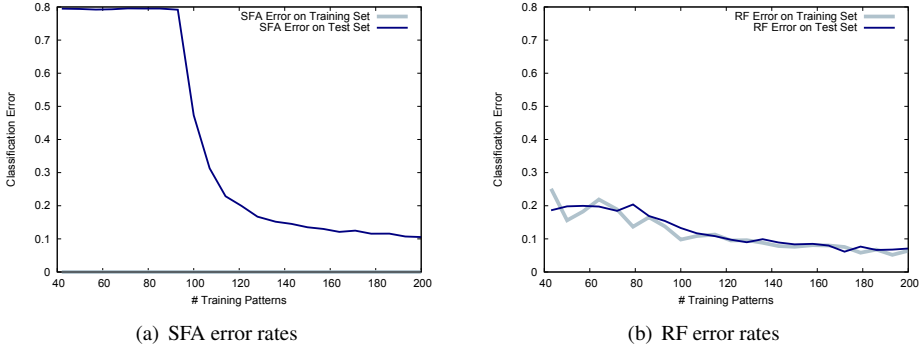 SFA Error on Training Set
SFA Error on Test Set
Classification Error
0.8
0.7
0.6
0.5
0.4
0.3
0.2
0.1
0
40 60 80 100 120 140 160 180 200
# Training Patterns
(a) SFA error rates
RF Error on Training Set
RF Error on Test Set
Classification Error
0.8
0.7
0.6
0.5
0.4
0.3
0.2
0.1
0
40 60 80 100 120 140 160 180 200
# Training Patterns
(b) RF error rates